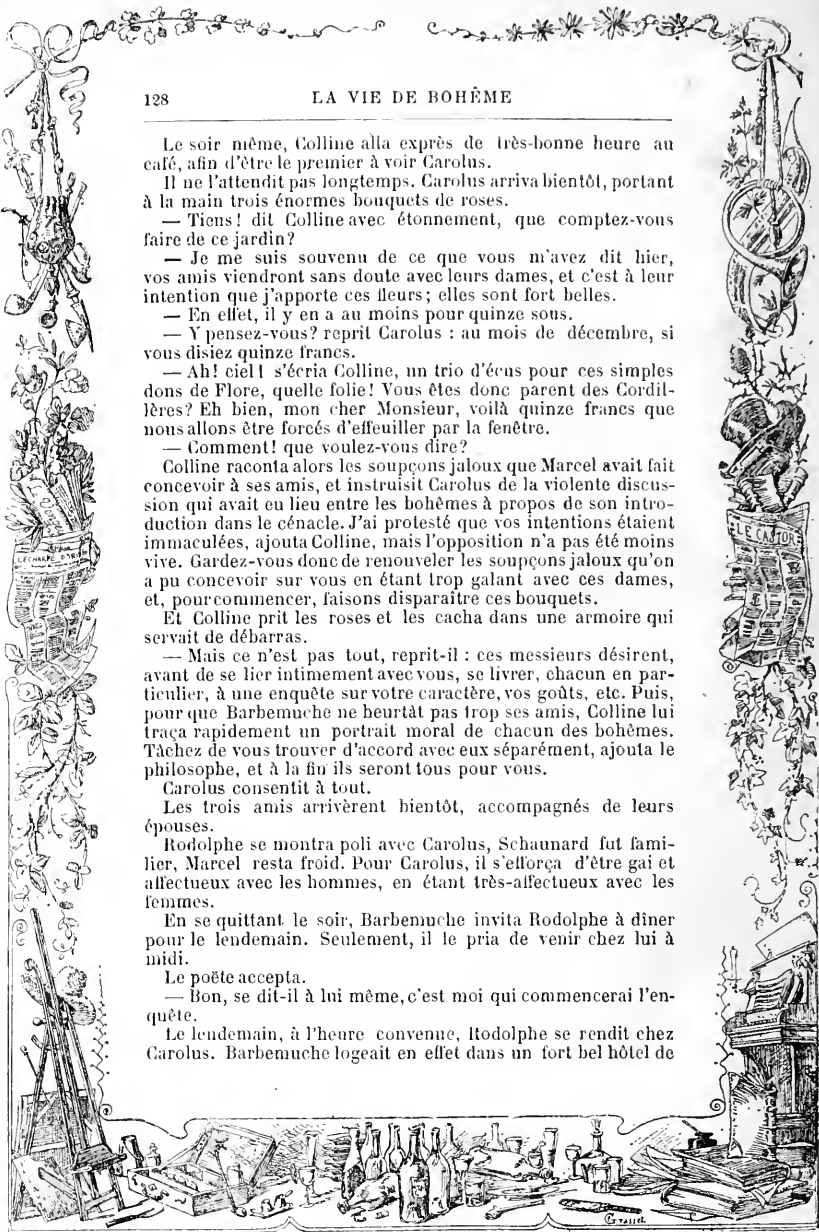 128 LA VIE DE BOHÊME
Le soir même, Colline alla exprès de très-bonne heure au
café, afin d'être le premier à voir Carolus.
Il ne l'attendit pas longtemps. Carolus arriva bientôt, portant
à la main trois énormes bouquets de roses.
— Tiens! dit Colline avec étonnement, que comptez-vous
faire de ce jardin?
— Je me suis souvenu de ce que vous m'avez dit hier,
vos amis viendront sans doute avec leurs dames, et c'est à leur
intention que j'apporte ces fleurs; elles sont fort belles.
— En effet, il y en a au moins pour quinze sous.
— Y pensez-vous? reprit Carolus : au mois de décembre, si
vous disiez quinze francs.
— Ah! ciel! s'écria Colline, un trio d'écus pour ces simples
dons de Flore, quelle folie! Vous êtes donc parent des Cordil-
lères? Eh bien, mon cher Monsieur, voilà quinze francs que
nous allons être forcés d'effeuiller par la fenêtre.
— Comment! que voulez-vous dire?
Colline raconta alors les soupçons jaloux que Marcel avait fait
concevoir à ses amis, et instruisit Carolus de la violente discus-
sion qui avait eu lieu entre les bohêmes à propos de son intro-
duction dans le cénacle. J'ai protesté que vos intentions étaient
immaculées, ajouta Colline, mais l'opposition n'a pas été moins
vive. Gardez-vous donc de renouveler les soupçons jaloux qu'on
a pu concevoir sur vous en étant trop galant avec ces dames,
et, pour commencer, faisons disparaître ces bouquets.
Et Colline prit les roses et les cacha dans une armoire qui
servait de débarras.
— Mais ce n'est pas tout, reprit-il : ces messieurs désirent,
avant de se lier intimement avec vous, se livrer, chacun en par-
ticulier, à une enquête sur votre caractère, vos goûts, etc. Puis,
pour que Barbemuche ne heurtât pas trop ses amis, Colline lui
traça rapidement un portrait moral de chacun des bohêmes.
Tâchez de vous trouver d'accord avec eux séparément, ajouta le
philosophe, et à la fin ils seront tous pour vous.
Carolus consentit à tout.
Les trois amis arrivèrent bientôt, accompagnés de leurs
épouses.
Rodolphe se montra poli avec Carolus, Schaunard fut fami-
lier, Marcel resta froid. Pour Carolus, il s'efforça d'être gai et
affectueux avec les hommes, en étant très-affectueux avec les
femmes.
En se quittant le soir, Barbemuche invita Rodolphe à dîner
pour le lendemain. Seulement, il le pria de venir chez lui à
midi.
Le poëte accepta.
— Bon, se dit-il à lui même, c'est moi qui commencerai l'en-
quête.
Le lendemain, à l'heure convenue, Rodolphe se rendit chez
Carolus. Barbemuche logeait en effet dans un fort bel hôtel de
L'ECHARPE D'IRIS
LE CASTOR
Grasset